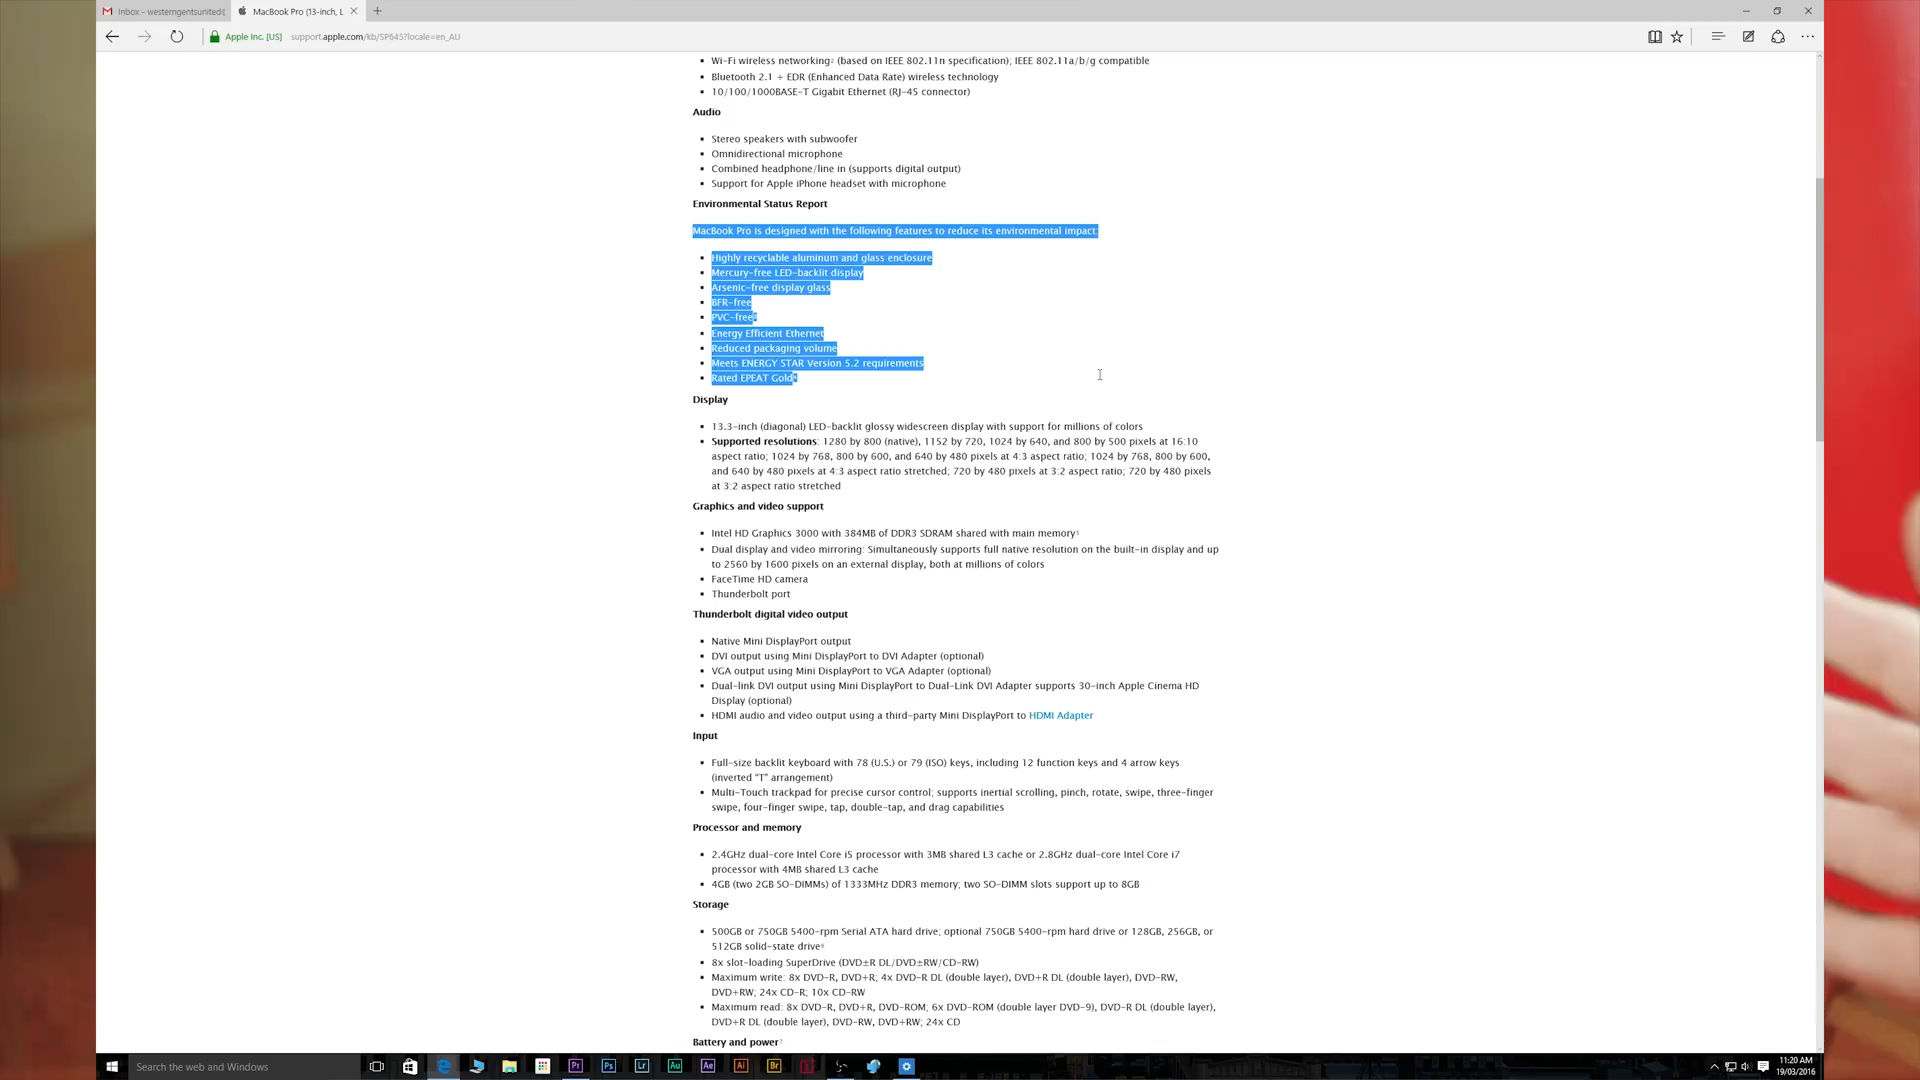 Inbox - westerngentsunited@
MacBook Pro (13-inch, L
Apple Inc. [US] support.apple.com/kb/SP645?locale=en_AU
Wi-Fi wireless networking² (based on IEEE 802.11n specification); IEEE 802.11a/b/g compatible
Bluetooth 2.1 + EDR (Enhanced Data Rate) wireless technology
10/100/1000BASE-T Gigabit Ethernet (RJ-45 connector)
Audio
Stereo speakers with subwoofer
Omnidirectional microphone
Combined headphone/line in (supports digital output)
Support for Apple iPhone headset with microphone
Environmental Status Report
MacBook Pro is designed with the following features to reduce its environmental impact:
Highly recyclable aluminum and glass enclosure
Mercury-free LED-backlit display
Arsenic-free display glass
BFR-free
PVC-free³
Energy Efficient Ethernet
Reduced packaging volume
Meets ENERGY STAR Version 5.2 requirements
Rated EPEAT Gold⁴
Display
13.3-inch (diagonal) LED-backlit glossy widescreen display with support for millions of colors
Supported resolutions: 1280 by 800 (native), 1152 by 720, 1024 by 640, and 800 by 500 pixels at 16:10
aspect ratio; 1024 by 768, 800 by 600, and 640 by 480 pixels at 4:3 aspect ratio; 1024 by 768, 800 by 600,
and 640 by 480 pixels at 4:3 aspect ratio stretched; 720 by 480 pixels at 3:2 aspect ratio; 720 by 480 pixels
at 3:2 aspect ratio stretched
Graphics and video support
Intel HD Graphics 3000 with 384MB of DDR3 SDRAM shared with main memory⁵
Dual display and video mirroring: Simultaneously supports full native resolution on the built-in display and up
to 2560 by 1600 pixels on an external display, both at millions of colors
FaceTime HD camera
Thunderbolt port
Thunderbolt digital video output
Native Mini DisplayPort output
DVI output using Mini DisplayPort to DVI Adapter (optional)
VGA output using Mini DisplayPort to VGA Adapter (optional)
Dual-link DVI output using Mini DisplayPort to Dual-Link DVI Adapter supports 30-inch Apple Cinema HD
Display (optional)
HDMI audio and video output using a third-party Mini DisplayPort to HDMI Adapter
Input
Full-size backlit keyboard with 78 (U.S.) or 79 (ISO) keys, including 12 function keys and 4 arrow keys
(inverted "T" arrangement)
Multi-Touch trackpad for precise cursor control; supports inertial scrolling, pinch, rotate, swipe, three-finger
swipe, four-finger swipe, tap, double-tap, and drag capabilities
Processor and memory
2.4GHz dual-core Intel Core i5 processor with 3MB shared L3 cache or 2.8GHz dual-core Intel Core i7
processor with 4MB shared L3 cache
4GB (two 2GB SO-DIMMs) of 1333MHz DDR3 memory; two SO-DIMM slots support up to 8GB
Storage
500GB or 750GB 5400-rpm Serial ATA hard drive; optional 750GB 5400-rpm hard drive or 128GB, 256GB, or
512GB solid-state drive⁶
8x slot-loading SuperDrive (DVD±R DL/DVD±RW/CD-RW)
Maximum write: 8x DVD-R, DVD+R; 4x DVD-R DL (double layer), DVD+R DL (double layer), DVD-RW,
DVD+RW; 24x CD-R; 10x CD-RW
Maximum read: 8x DVD-R, DVD+R, DVD-ROM; 6x DVD-ROM (double layer DVD-9), DVD-R DL (double layer),
DVD+R DL (double layer), DVD-RW, DVD+RW; 24x CD
Battery and power⁷
Search the web and Windows
Pr Ps Lr Au Ae Ai Br
11:20 AM
19/03/2016